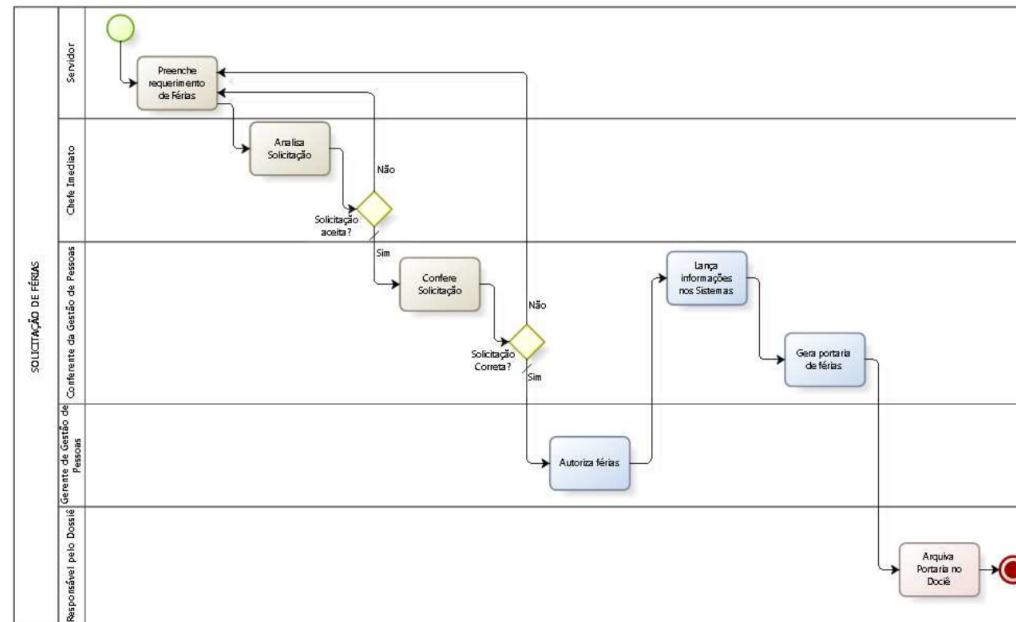 SOLICITAÇÃO DE FÉRIAS
Servidor
Preenche
requerimento
de Férias
Chefe Imediato
Analisa
Solicitação
Não
Solicitação
aceita?
Sim
Conferente da Gestão de Pessoas
Confere
Solicitação
Lança
informações
nos Sistemas
Não
Solicitação
Correta?
Sim
Gera portaria
de férias
Gerente de Gestão de
Pessoas
Autoriza férias
Responsável pelo Dossiê
Arquiva
Portaria no
Dociê